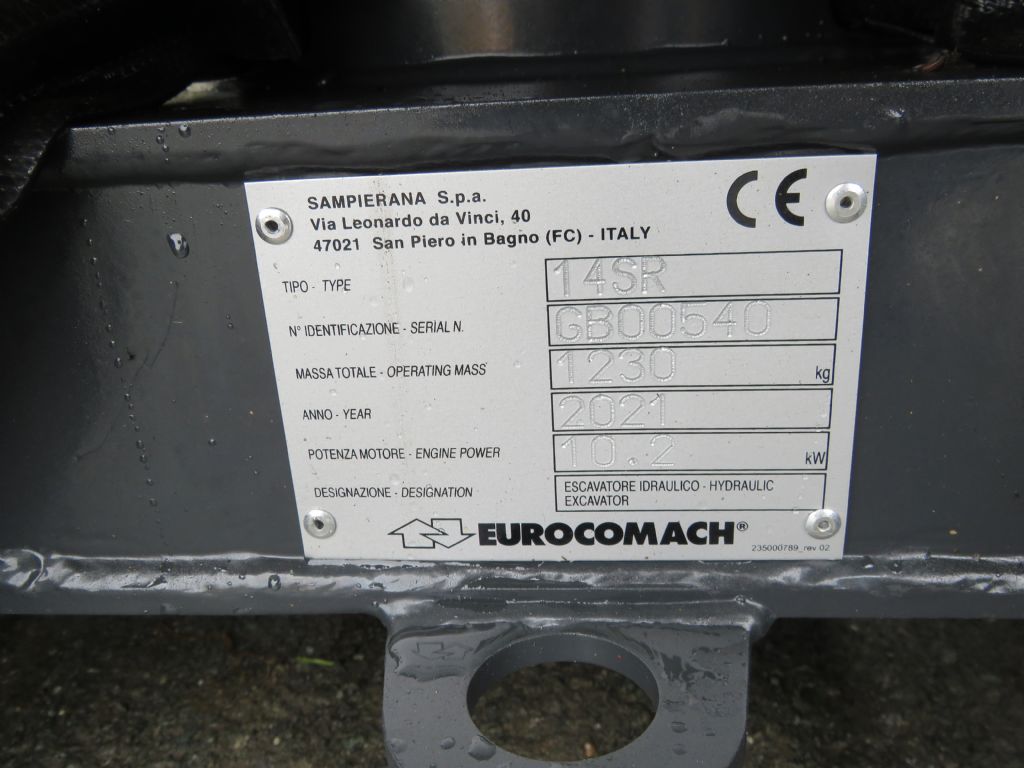 SAMPIERANA S.p.a.
Via Leonardo da Vinci, 40
47021 San Piero in Bagno (FC) - ITALY
CE
TIPO - TYPE 14SR
N° IDENTIFICAZIONE - SERIAL N. GB00540
MASSA TOTALE - OPERATING MASS 1230 kg
ANNO - YEAR 2021
POTENZA MOTORE - ENGINE POWER 10.2 kW
DESIGNAZIONE - DESIGNATION ESCAVATORE IDRAULICO - HYDRAULIC
EXCAVATOR
EUROCOMACH®
235000789_rev 02